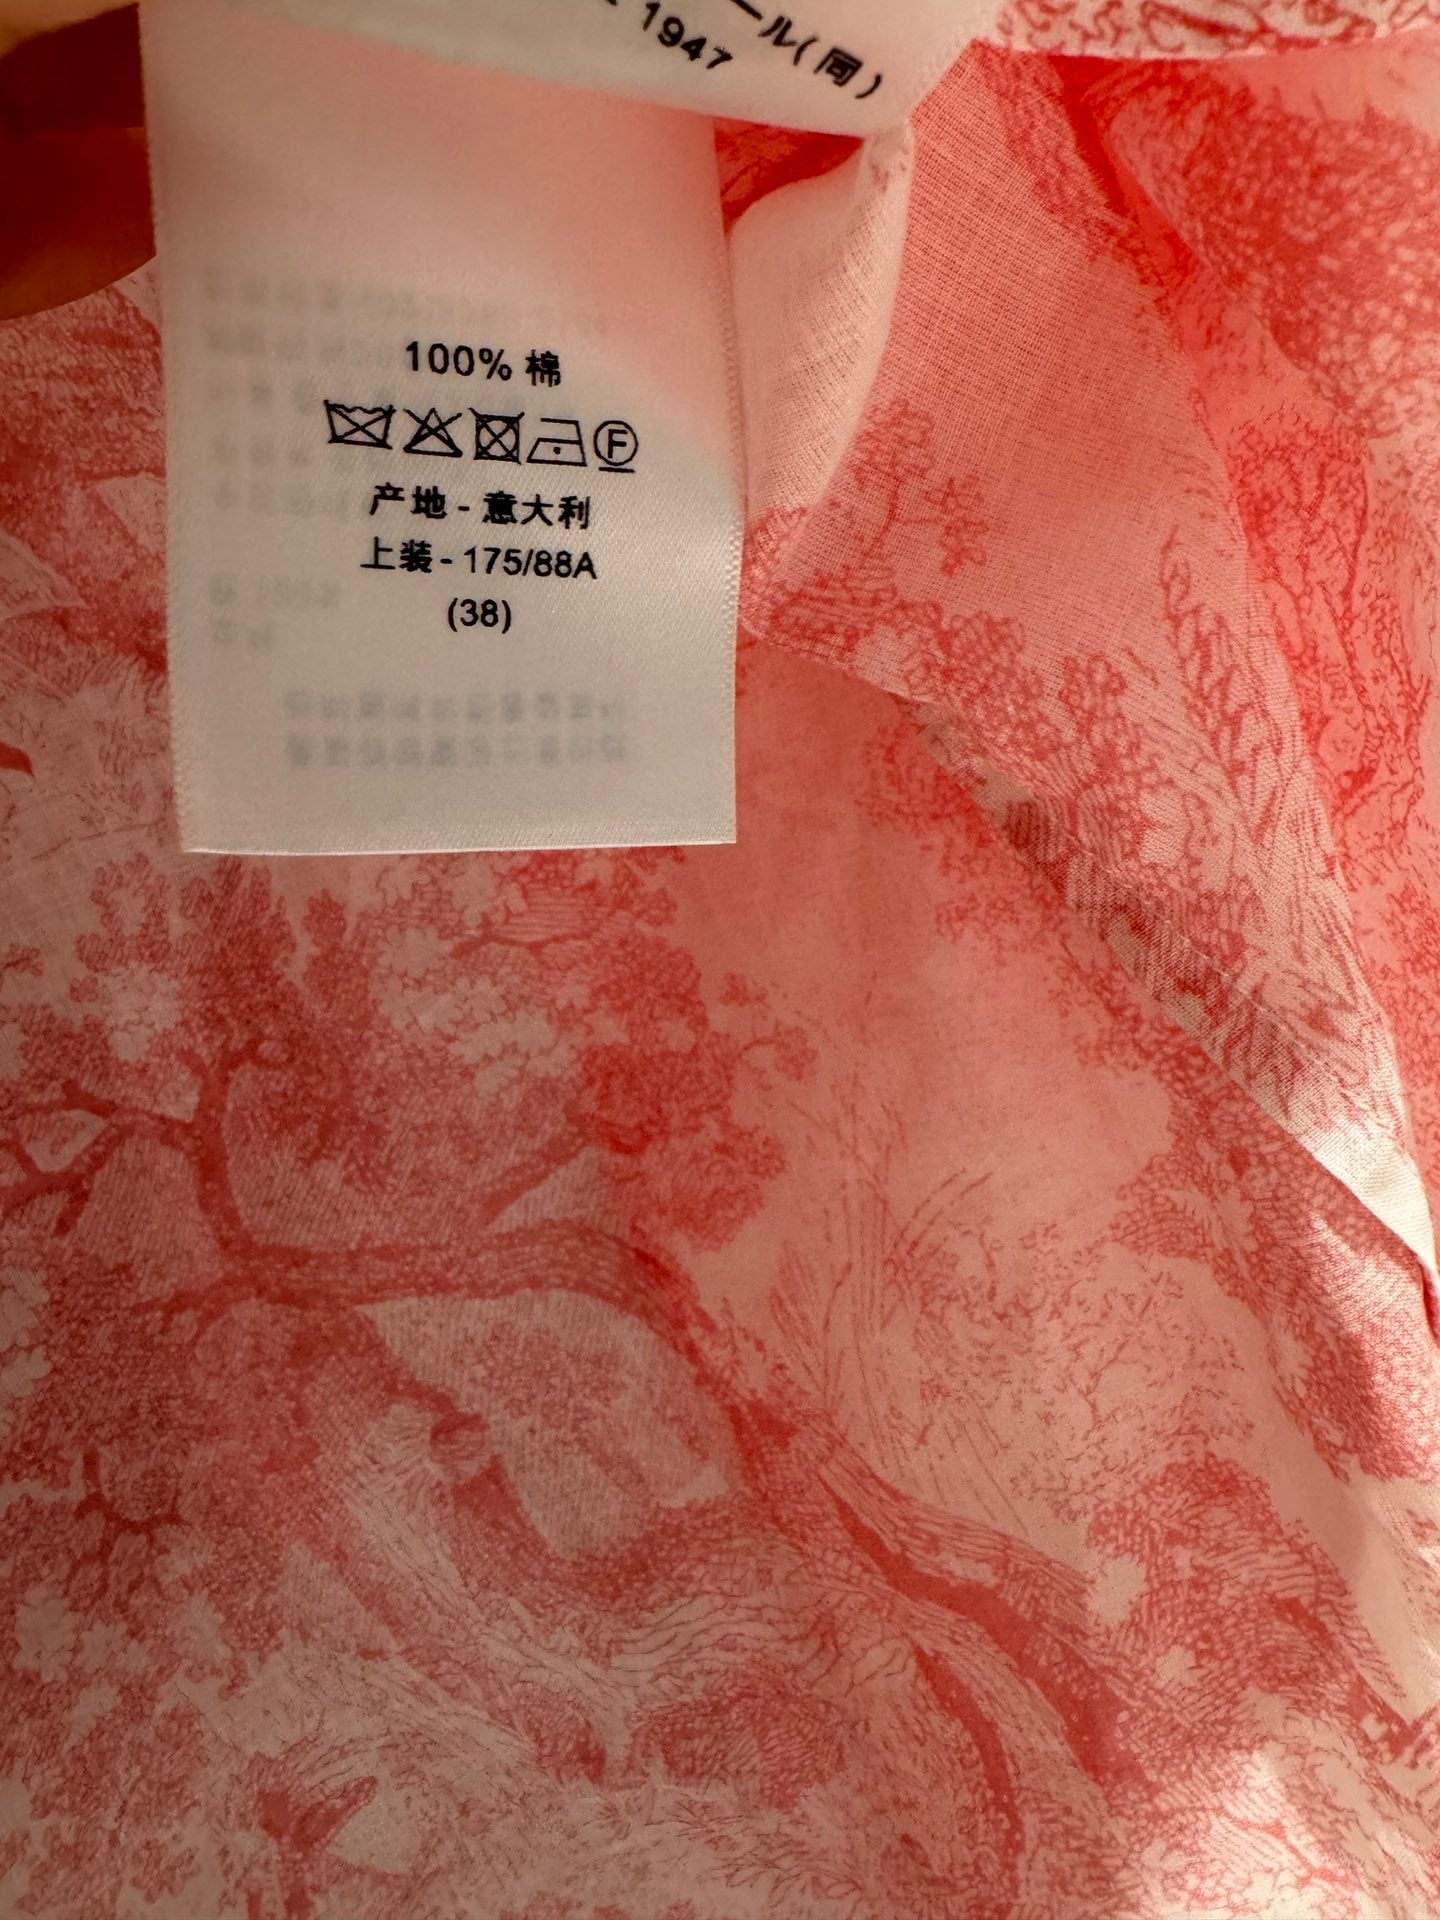 ール(同)
1947
100% 棉
F
产地 - 意大利
上装 - 175/88A
(38)